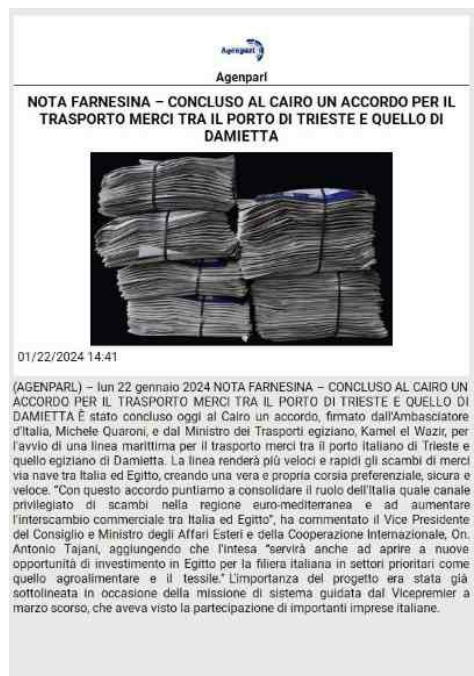 Agenparl
Agenparl
NOTA FARNESINA – CONCLUSO AL CAIRO UN ACCORDO PER IL
TRASPORTO MERCI TRA IL PORTO DI TRIESTE E QUELLO DI
DAMIETTA
01/22/2024 14:41
(AGENPARL) – lun 22 gennaio 2024 NOTA FARNESINA – CONCLUSO AL CAIRO UN
ACCORDO PER IL TRASPORTO MERCI TRA IL PORTO DI TRIESTE E QUELLO DI
DAMIETTA È stato concluso oggi al Cairo un accordo, firmato dall'Ambasciatore
d'Italia, Michele Quaroni, e dal Ministro dei Trasporti egiziano, Kamel el Wazir, per
l'avvio di una linea marittima per il trasporto merci tra il porto italiano di Trieste e
quello egiziano di Damietta. La linea renderà più veloci e rapidi gli scambi di merci
via nave tra Italia ed Egitto, creando una vera e propria corsia preferenziale, sicura e
veloce. “Con questo accordo puntiamo a consolidare il ruolo dell'Italia quale canale
privilegiato di scambi nella regione euro-mediterranea e ad aumentare
l'interscambio commerciale tra Italia ed Egitto”, ha commentato il Vice Presidente
del Consiglio e Ministro degli Affari Esteri e della Cooperazione Internazionale, On.
Antonio Tajani, aggiungendo che l'intesa “servirà anche ad aprire a nuove
opportunità di investimento in Egitto per la filiera italiana in settori prioritari come
quello agroalimentare e il tessile.” L'importanza del progetto era stata già
sottolineata in occasione della missione di sistema guidata dal Vicepremier a
marzo scorso, che aveva visto la partecipazione di importanti imprese italiane.